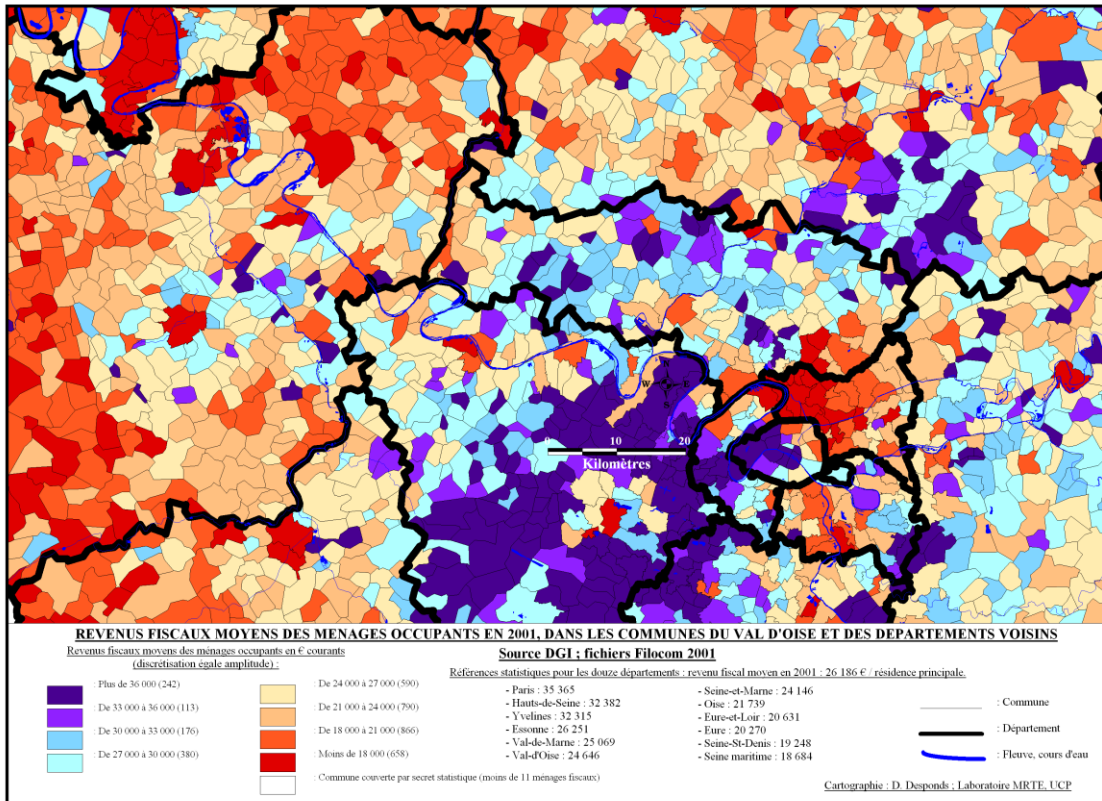 N
W E
S
0 10 20
Kilomètres
REVENUS FISCAUX MOYENS DES MENAGES OCCUPANTS EN 2001, DANS LES COMMUNES DU VAL D'OISE ET DES DEPARTEMENTS VOISINS
Source DGI ; fichiers Filocom 2001
Revenus fiscaux moyens des ménages occupants en € courants
(discrétisation égale amplitude) :
: Plus de 36 000 (242)
: De 33 000 à 36 000 (113)
: De 30 000 à 33 000 (176)
: De 27 000 à 30 000 (380)
: De 24 000 à 27 000 (590)
: De 21 000 à 24 000 (790)
: De 18 000 à 21 000 (866)
: Moins de 18 000 (658)
: Commune couverte par secret statistique (moins de 11 ménages fiscaux)
Références statistiques pour les douze départements : revenu fiscal moyen en 2001 : 26 186 € / résidence principale.
- Paris : 35 365
- Hauts-de-Seine : 32 382
- Yvelines : 32 315
- Essonne : 26 251
- Val-de-Marne : 25 069
- Val-d'Oise : 24 646
- Seine-et-Marne : 24 146
- Oise : 21 739
- Eure-et-Loir : 20 631
- Eure : 20 270
- Seine-St-Denis : 19 248
- Seine maritime : 18 684
: Commune
: Département
: Fleuve, cours d'eau
Cartographie : D. Desponds ; Laboratoire MRTE, UCP